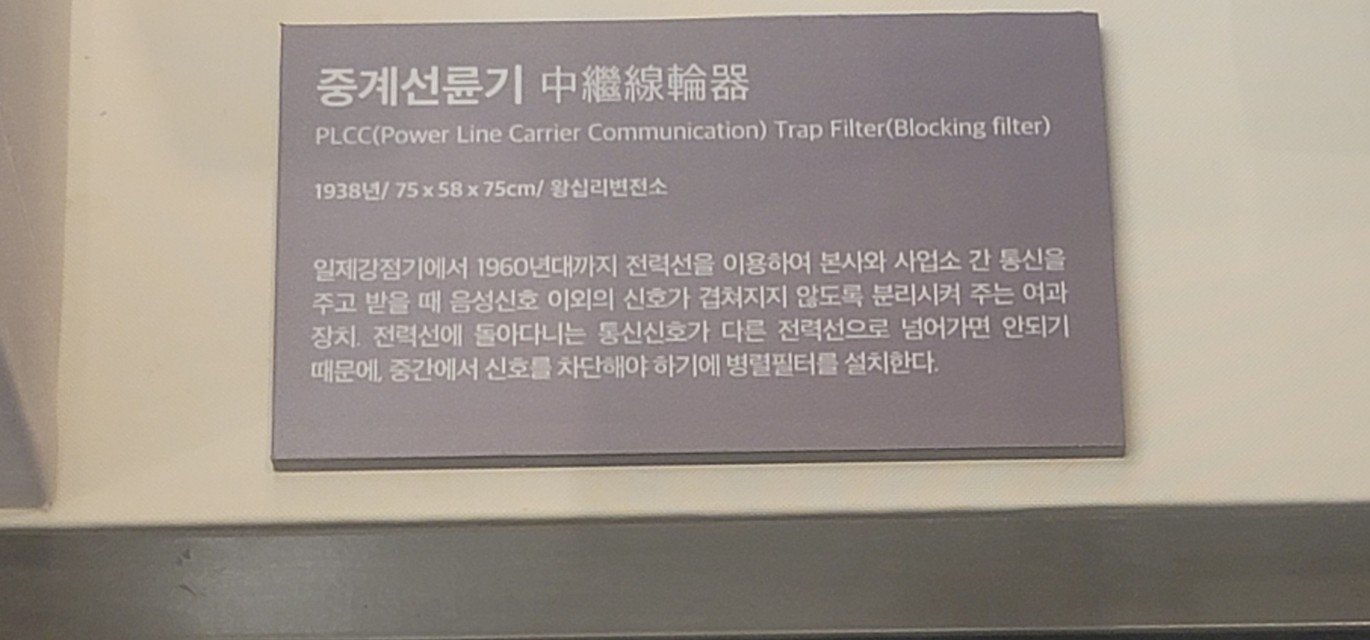 중계선륜기 中繼線輪器
PLCC(Power Line Carrier Communication) Trap Filter(Blocking filter)
1938년/ 75 x 58 x 75cm/ 왕십리변전소
일제강점기에서 1960년대까지 전력선을 이용하여 본사와 사업소 간 통신을
주고 받을 때 음성신호 이외의 신호가 겹쳐지지 않도록 분리시켜 주는 여과
장치. 전력선에 돌아다니는 통신신호가 다른 전력선으로 넘어가면 안되기
때문에, 중간에서 신호를 차단해야 하기에 병렬필터를 설치한다.